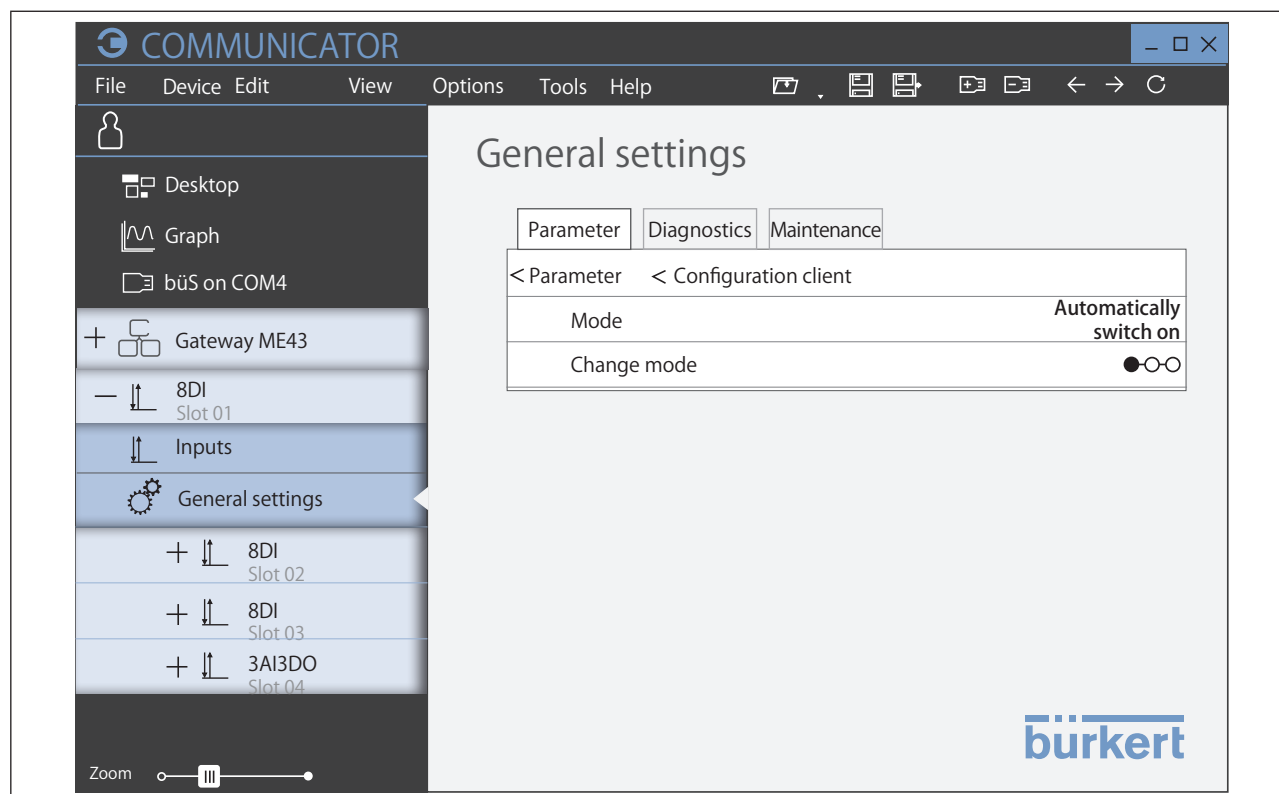 COMMUNICATOR
File Device Edit View Options Tools Help
Desktop
Graph
büS on COM4
Gateway ME43
8DI
Slot 01
Inputs
General settings
8DI
Slot 02
8DI
Slot 03
3AI3DO
Slot 04
Zoom
General settings
Parameter Diagnostics Maintenance
< Parameter < Configuration client
Mode Automatically
switch on
Change mode
bürkert